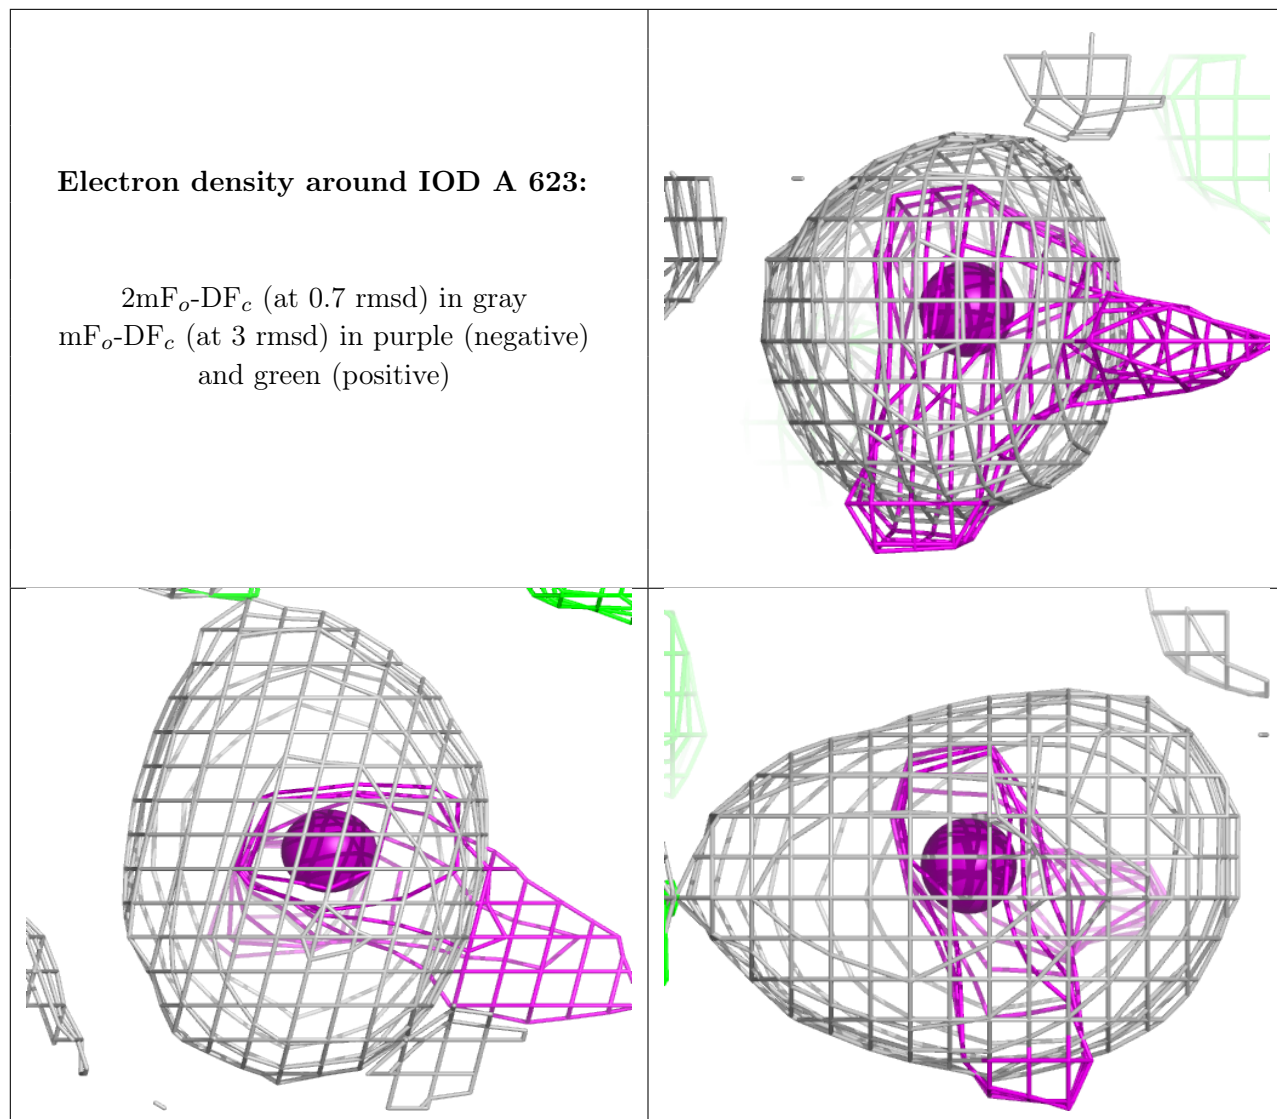 Electron density around IOD A 623:
2mFo-DFc (at 0.7 rmsd) in gray
mFo-DFc (at 3 rmsd) in purple (negative)
and green (positive)